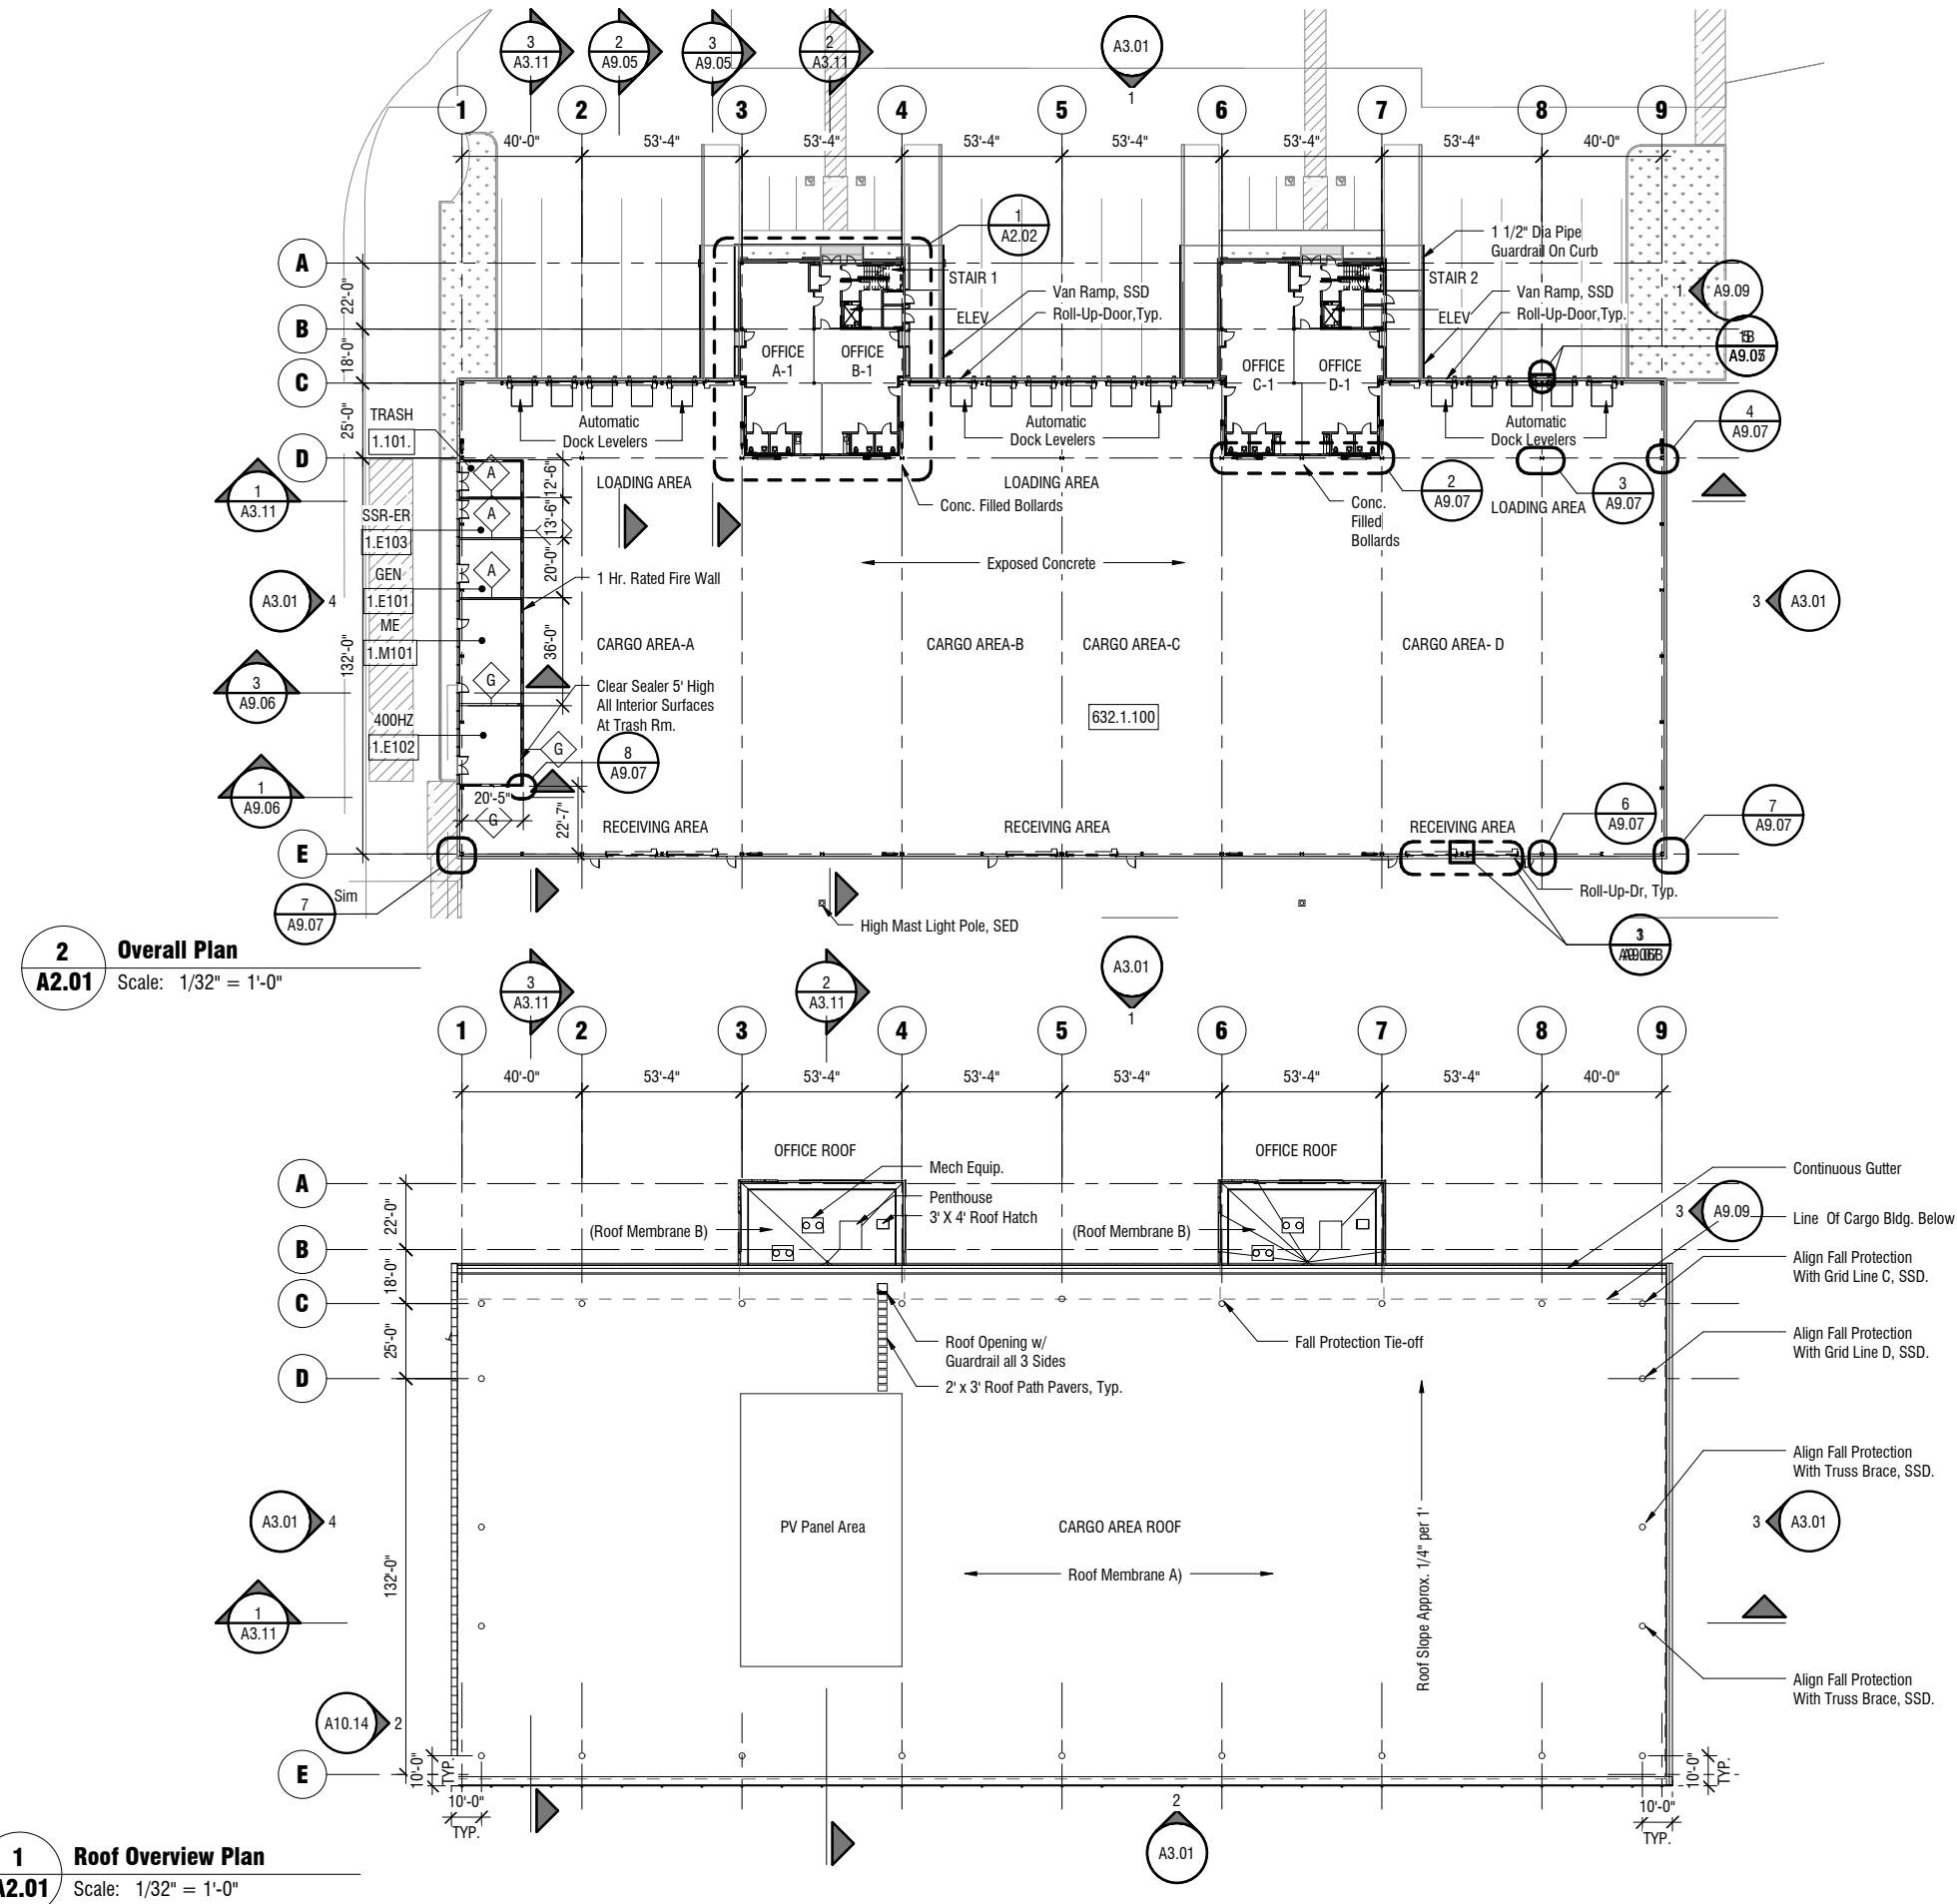 3
A3.11
2
A9.05
3
A9.05
2
A3.11
A3.01
1
1
2
3
4
5
6
7
8
9
40'-0"
53'-4"
53'-4"
53'-4"
53'-4"
53'-4"
53'-4"
40'-0"
1
A2.02
1 1/2" Dia Pipe
Guardrail On Curb
A
B
C
D
E
22'-0"
18'-0"
25'-0"
132'-0"
STAIR 1
ELEV
Van Ramp, SSD
Roll-Up-Door,Typ.
STAIR 2
ELEV
Van Ramp, SSD
Roll-Up-Door,Typ.
1
A9.09
OFFICE
A-1
OFFICE
B-1
OFFICE
C-1
OFFICE
D-1
TRASH
1.101.
Automatic
Dock Levelers
Automatic
Dock Levelers
Automatic
Dock Levelers
4
A9.07
A
A
A
G
G
G
12'-6"
13'-6"
20'-0"
36'-0"
LOADING AREA
LOADING AREA
LOADING AREA
1
A3.11
SSR-ER
1.E103
Conc. Filled Bollards
Conc.
Filled
Bollards
2
A9.07
3
A9.07
Exposed Concrete
GEN
1.E101
1 Hr. Rated Fire Wall
A3.01
4
3
A3.01
ME
1.M101
CARGO AREA-A
CARGO AREA-B
CARGO AREA-C
CARGO AREA- D
3
A9.06
Clear Sealer 5' High
All Interior Surfaces
At Trash Rm.
400HZ
1.E102
632.1.100
8
A9.07
1
A9.06
20'-5"
22'-7"
RECEIVING AREA
RECEIVING AREA
RECEIVING AREA
6
A9.07
7
A9.07
Sim
7
A9.07
Roll-Up-Dr, Typ.
High Mast Light Pole, SED
3
2
A2.01
Overall Plan
Scale: 1/32" = 1'-0"
3
A3.11
2
A3.11
A3.01
1
1
2
3
4
5
6
7
8
9
40'-0"
53'-4"
53'-4"
53'-4"
53'-4"
53'-4"
53'-4"
40'-0"
OFFICE ROOF
OFFICE ROOF
A
B
C
D
E
22'-0"
18'-0"
25'-0"
132'-0"
Mech Equip.
Penthouse
3' X 4' Roof Hatch
(Roof Membrane B)
(Roof Membrane B)
Continuous Gutter
3
A9.09
Line Of Cargo Bldg. Below
Align Fall Protection
With Grid Line C, SSD.
Roof Opening w/
Guardrail all 3 Sides
Fall Protection Tie-off
Align Fall Protection
With Grid Line D, SSD.
2' x 3' Roof Path Pavers, Typ.
Align Fall Protection
With Truss Brace, SSD.
A3.01
4
PV Panel Area
CARGO AREA ROOF
Roof Membrane A)
Roof Slope Approx. 1/4" per 1'
3
A3.01
1
A3.11
Align Fall Protection
With Truss Brace, SSD.
A10.14
2
10'-0"
TYP.
10'-0"
TYP.
10'-0"
TYP.
10'-0"
TYP.
2
A3.01
1
A2.01
Roof Overview Plan
Scale: 1/32" = 1'-0"